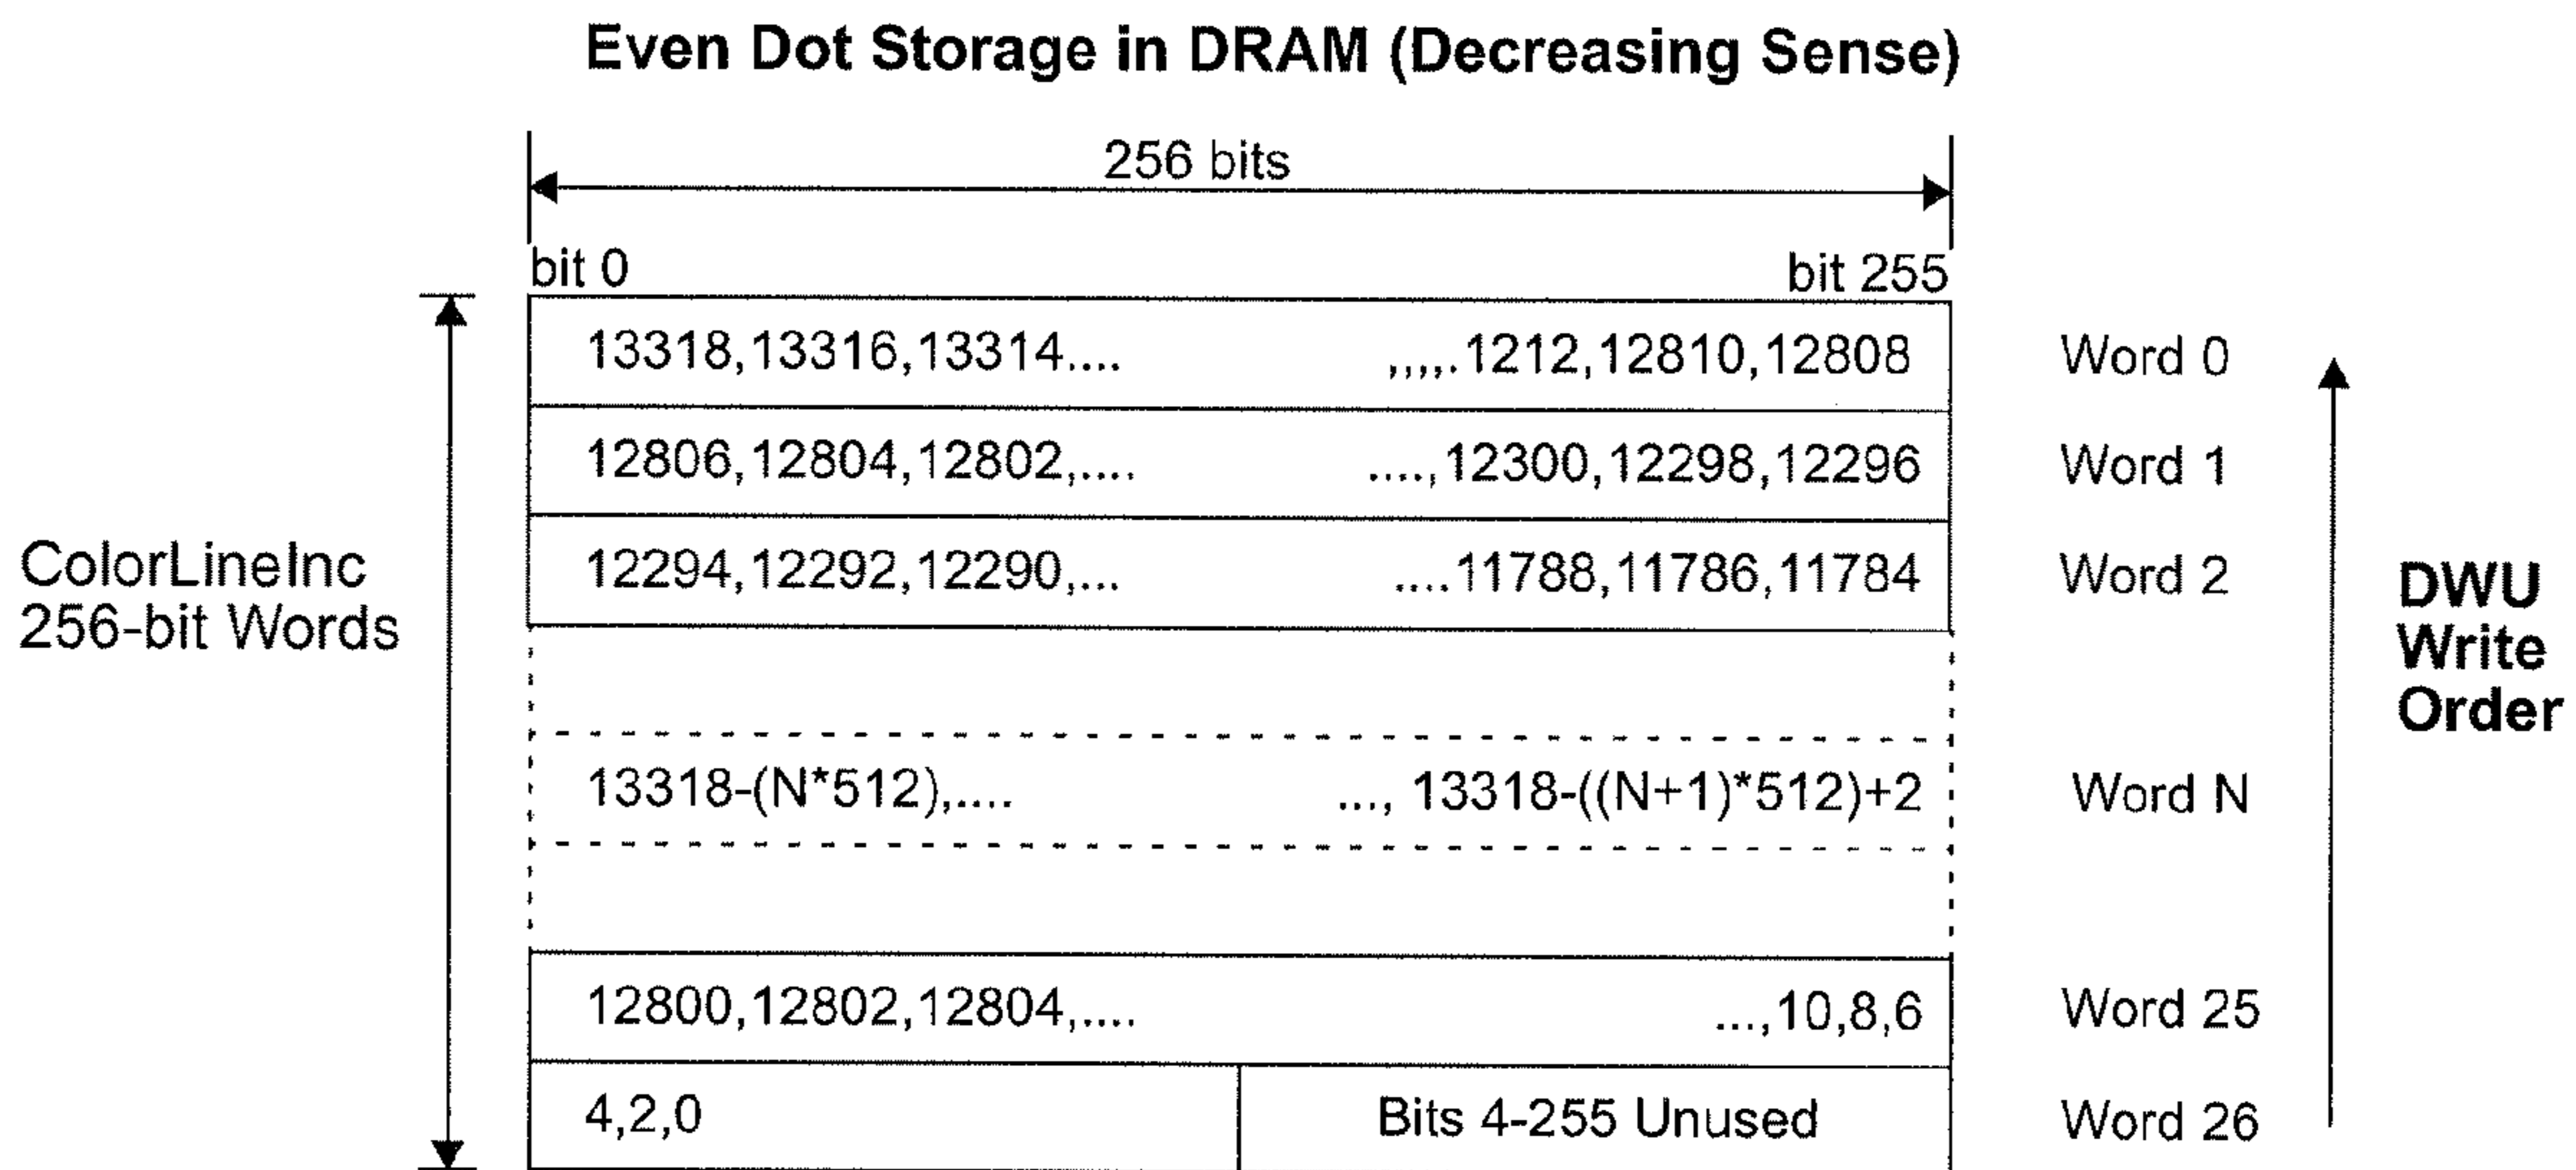 Even Dot Storage in DRAM (Decreasing Sense)
256 bits
bit 0
bit 255
13318,13316,13314....
,,,,.1212,12810,12808
Word 0
12806,12804,12802,....
....,12300,12298,12296
Word 1
12294,12292,12290,...
....11788,11786,11784
Word 2
ColorLineInc
256-bit Words
DWU
Write
Order
13318-(N*512),....
..., 13318-((N+1)*512)+2
Word N
12800,12802,12804,....
...,10,8,6
Word 25
4,2,0
Bits 4-255 Unused
Word 26